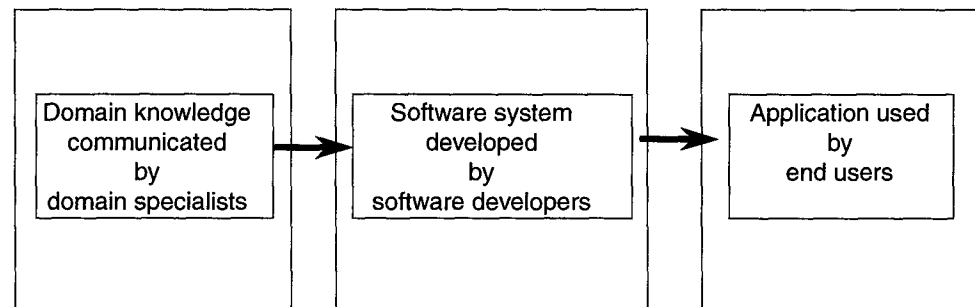 Domain knowledge
communicated
by
domain specialists
Software system
developed
by
software developers
Application used
by
end users